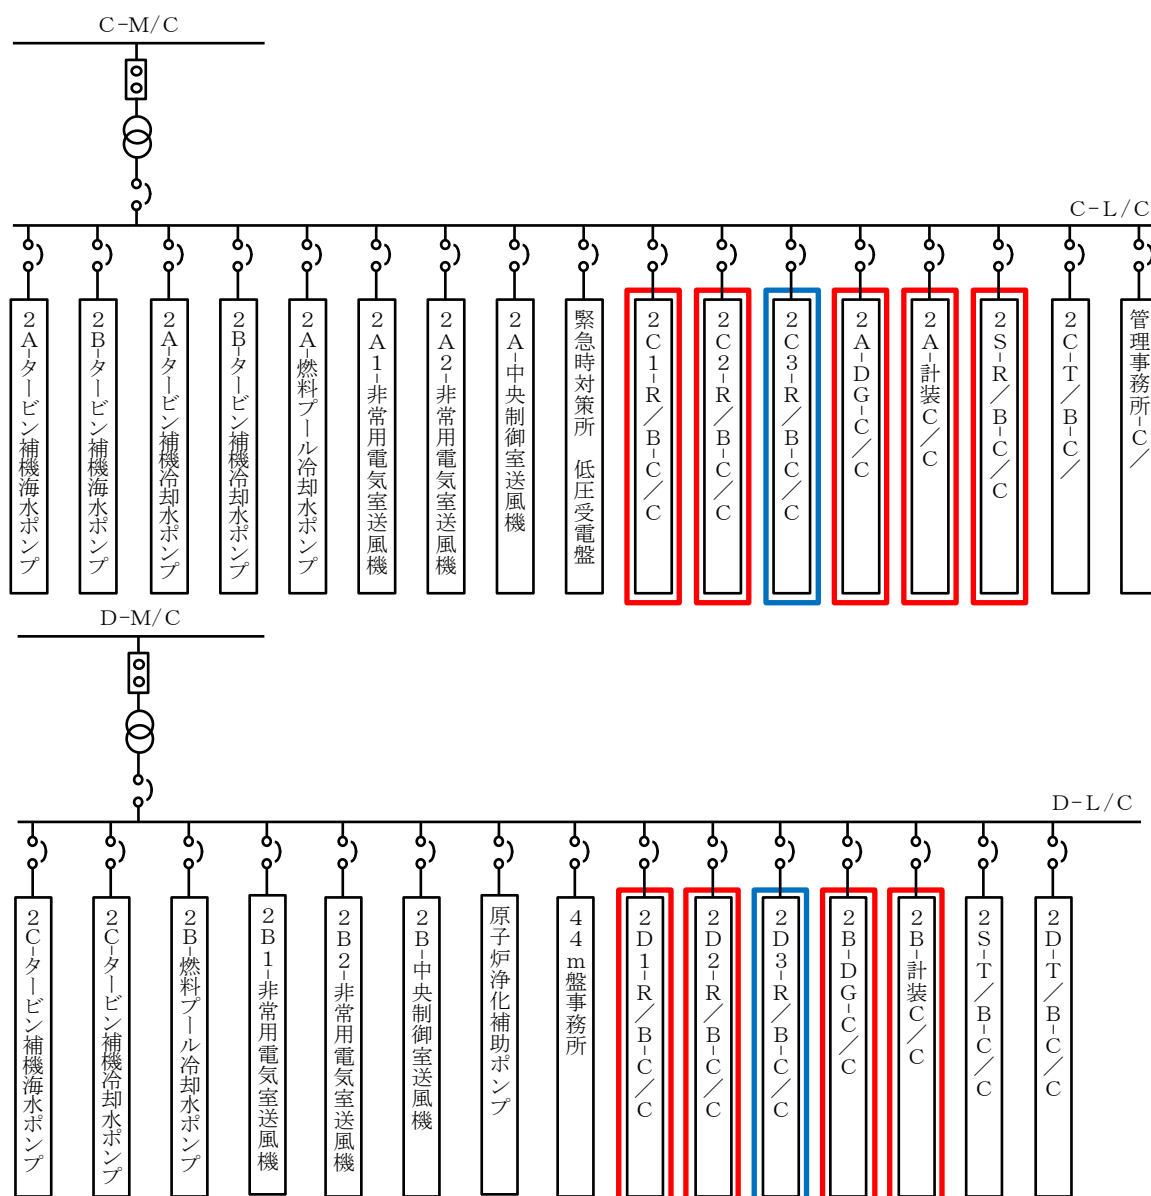 C-M/C
C-L/C
2A-タービン補機海水ポンプ
2B-タービン補機海水ポンプ
2A-タービン補機冷却水ポンプ
2B-タービン補機冷却水ポンプ
2A-燃料プール冷却水ポンプ
2A1-非常用電気室送風機
2A2-非常用電気室送風機
2A-中央制御室送風機
緊急時対策所 低圧受電盤
2C1-R/B-C/C
2C2-R/B-C/C
2C3-R/B-C/C
2A-DG-C/C
2A-計装C/C
2S-R/B-C/C
2C-T/B-C/
管理事務所-C/
D-M/C
D-L/C
2C-タービン補機海水ポンプ
2C-タービン補機冷却水ポンプ
2B-燃料プール冷却水ポンプ
2B1-非常用電気室送風機
2B2-非常用電気室送風機
2B-中央制御室送風機
原子炉浄化補助ポンプ
44m盤事務所
2D1-R/B-C/C
2D2-R/B-C/C
2D3-R/B-C/C
2B-DG-C/C
2B-計装C/C
2S-T/B-C/C
2D-T/B-C/C